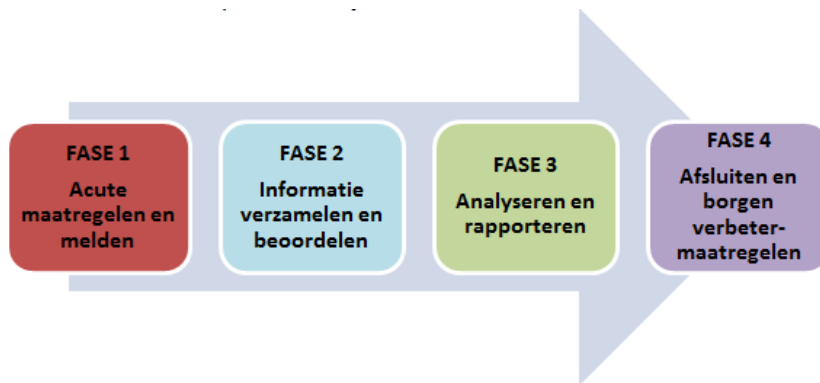 FASE 1
Acute
maatregelen en
melden
FASE 2
Informatie
verzamelen en
beoordelen
FASE 3
Analyseren en
rapporteren
FASE 4
Afsluiten en
borgen
verbeter-
maatregelen